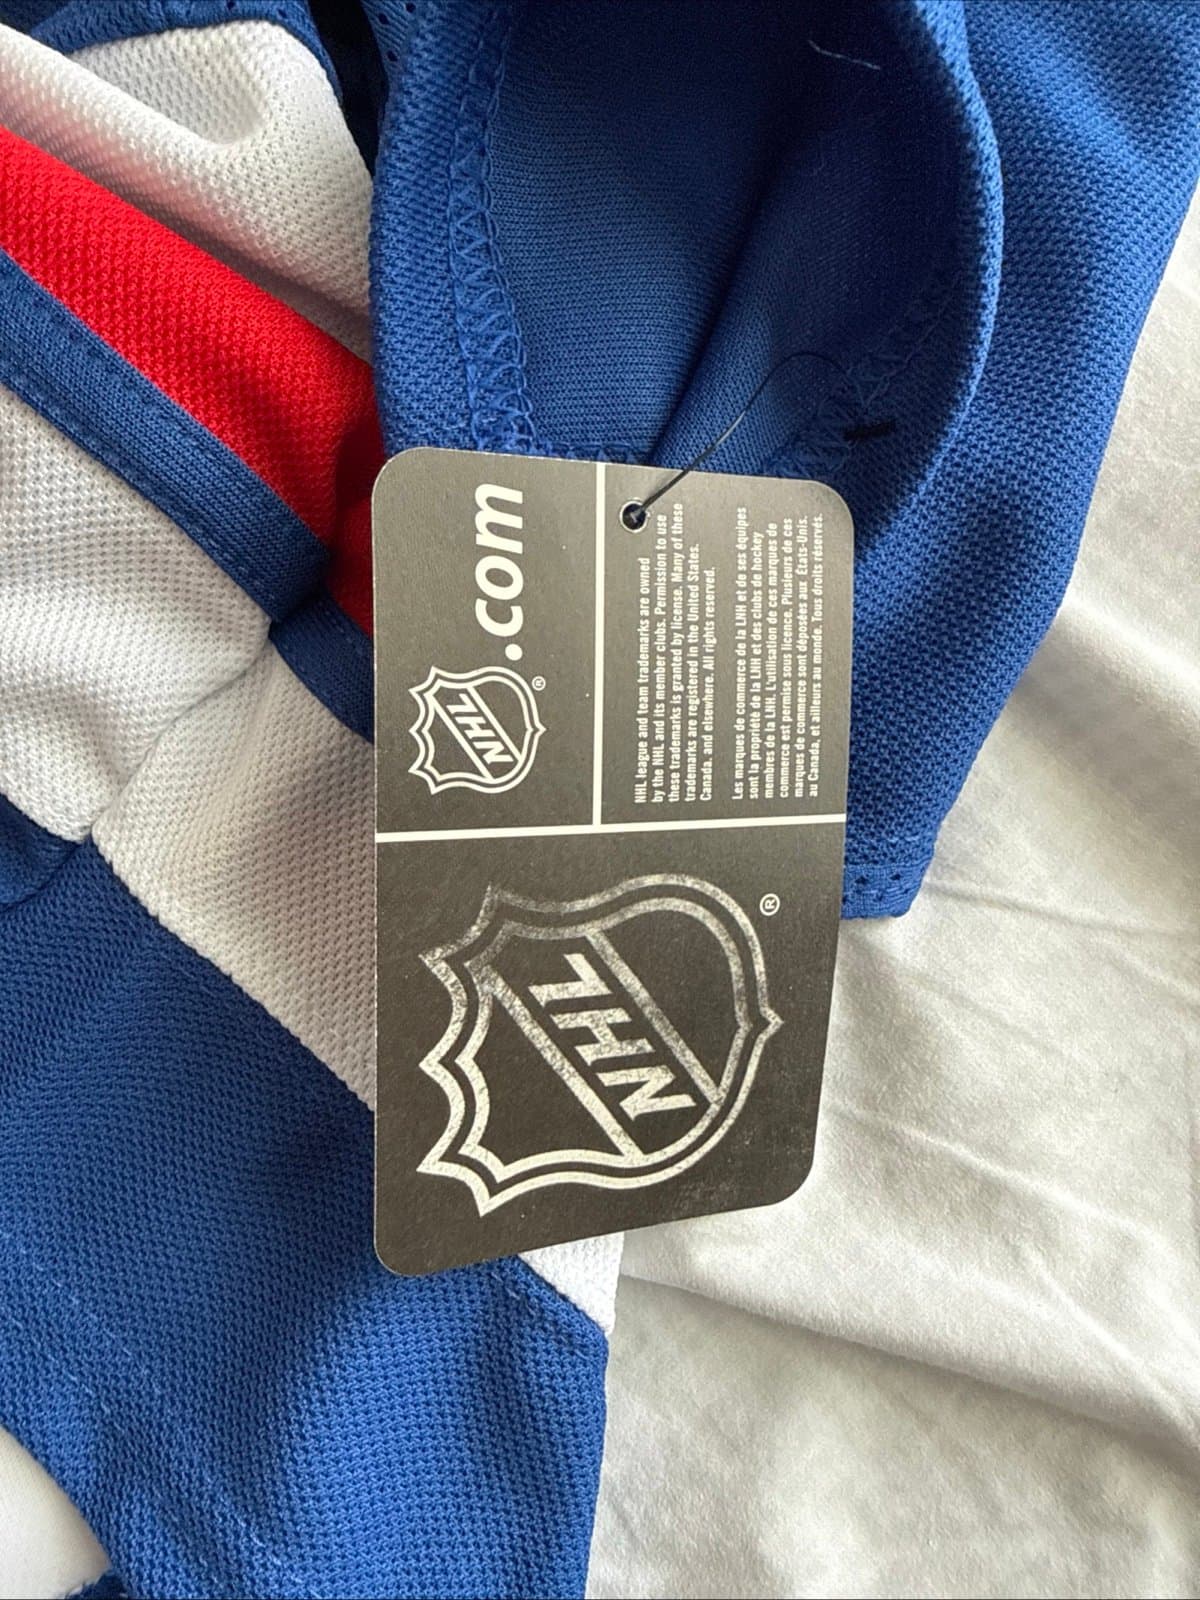 NHL ® .com
NHL league and team trademarks are owned
by the NHL and its member clubs. Permission to use
these trademarks is granted by license. Many of these
trademarks are registered in the United States.
Canada. and elsewhere. All rights reserved.
Les marques de commerce de la LNH et de ses équipes
sont la propriété de la LNH et des clubs de hockey
membres de la LNH. L'utilisation de ces marques de
commerce est permise sous licence. Plusieurs de ces
marques de commerce sont déposées aux États-Unis.
au Canada, et ailleurs au monde. Tous droits réservés.
NHL ®